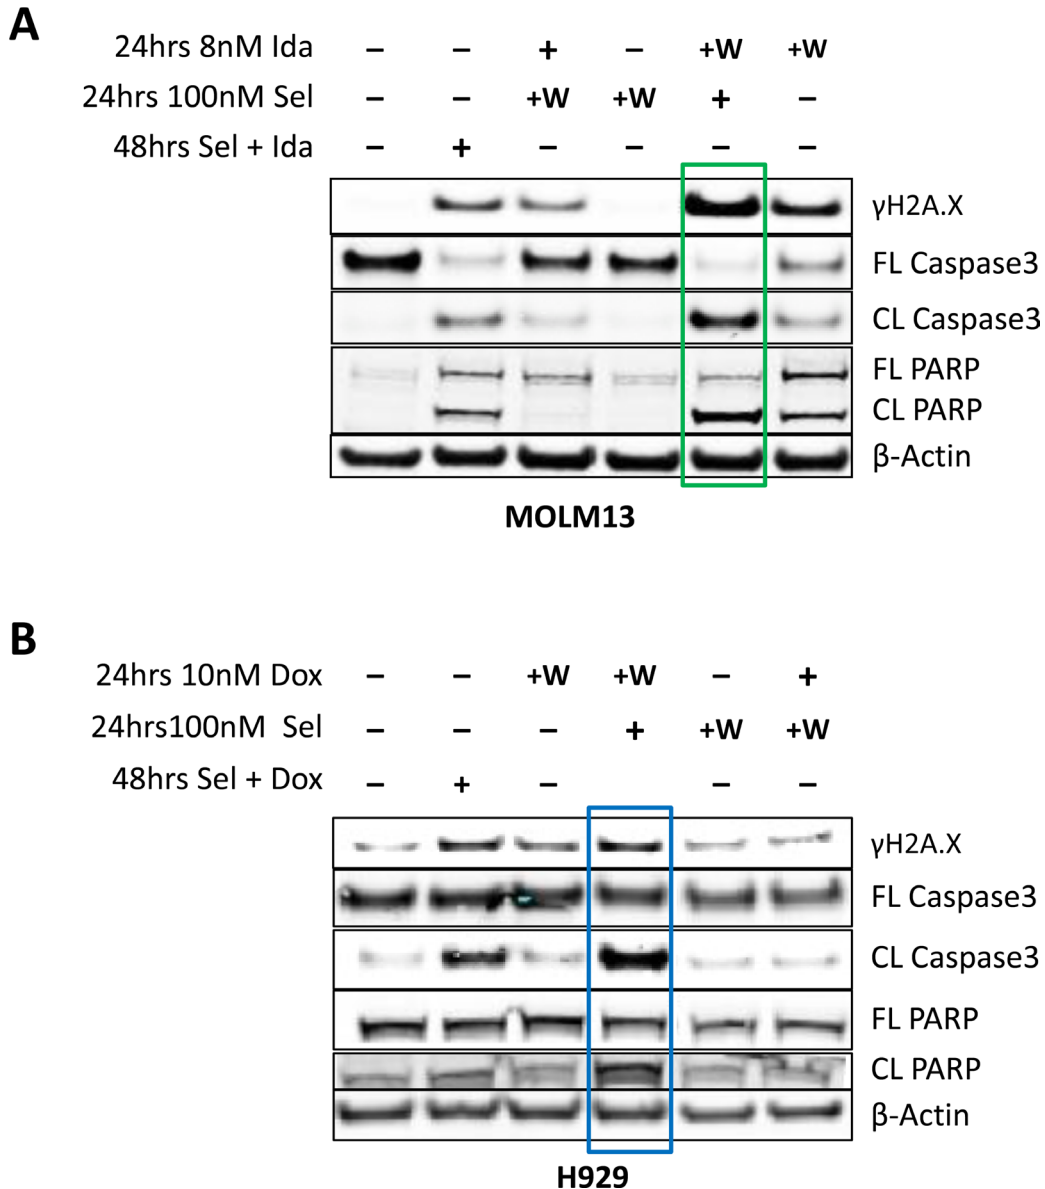 A
24hrs 8nM Ida – – + – +W +W
24hrs 100nM Sel – – +W +W + –
48hrs Sel + Ida – + – – – –
γH2A.X
FL Caspase3
CL Caspase3
FL PARP
CL PARP
β-Actin
MOLM13
B
24hrs 10nM Dox – – +W +W – +
24hrs100nM Sel – – – + +W +W
48hrs Sel + Dox – + – – – –
γH2A.X
FL Caspase3
CL Caspase3
FL PARP
CL PARP
β-Actin
H929